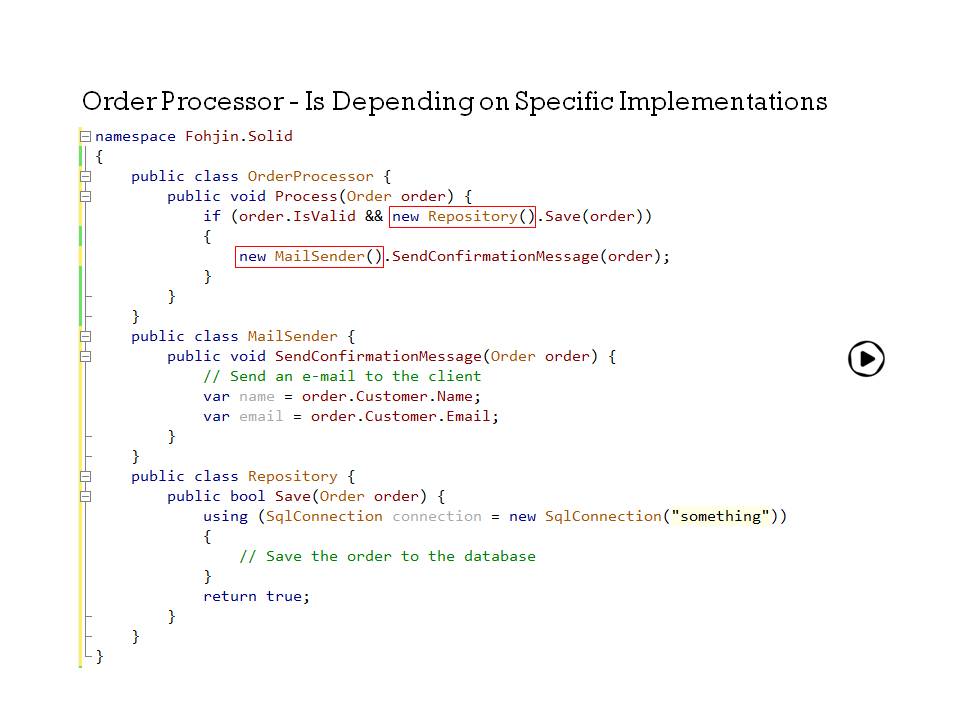 Order Processor - Is Depending on Specific Implementations
namespace Fohjin.Solid
{
public class OrderProcessor {
public void Process(Order order) {
if (order.IsValid && new Repository().Save(order))
{
new MailSender().SendConfirmationMessage(order);
}
}
}
public class MailSender {
public void SendConfirmationMessage(Order order) {
// Send an e-mail to the client
var name = order.Customer.Name;
var email = order.Customer.Email;
}
}
public class Repository {
public bool Save(Order order) {
using (SqlConnection connection = new SqlConnection("something"))
{
// Save the order to the database
}
return true;
}
}
}